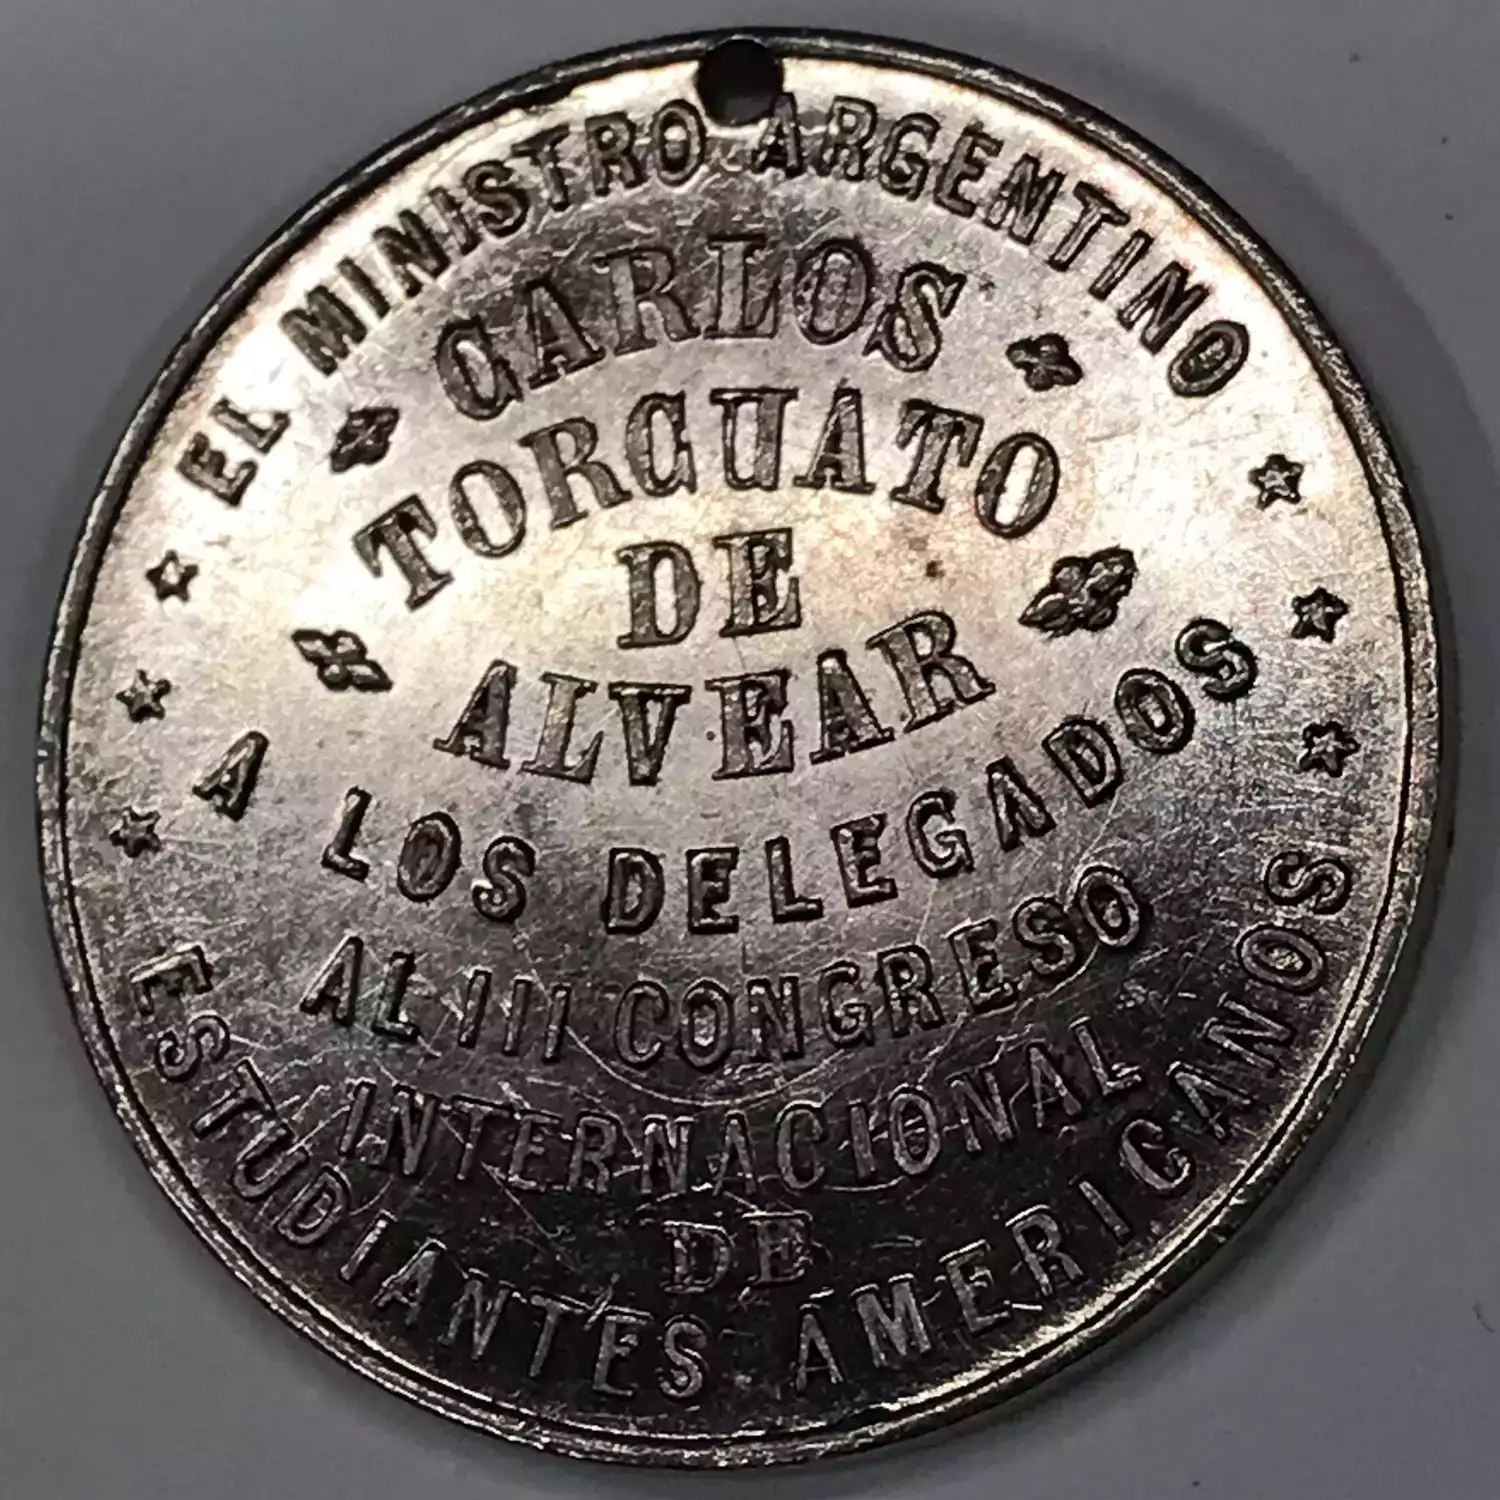 EL MINISTRO ARGENTINO
CARLOS
TORCUATO
DE
ALVEAR
A LOS DELEGADOS
AL III CONGRESO
INTERNACIONAL
DE
ESTUDIANTES AMERICANOS